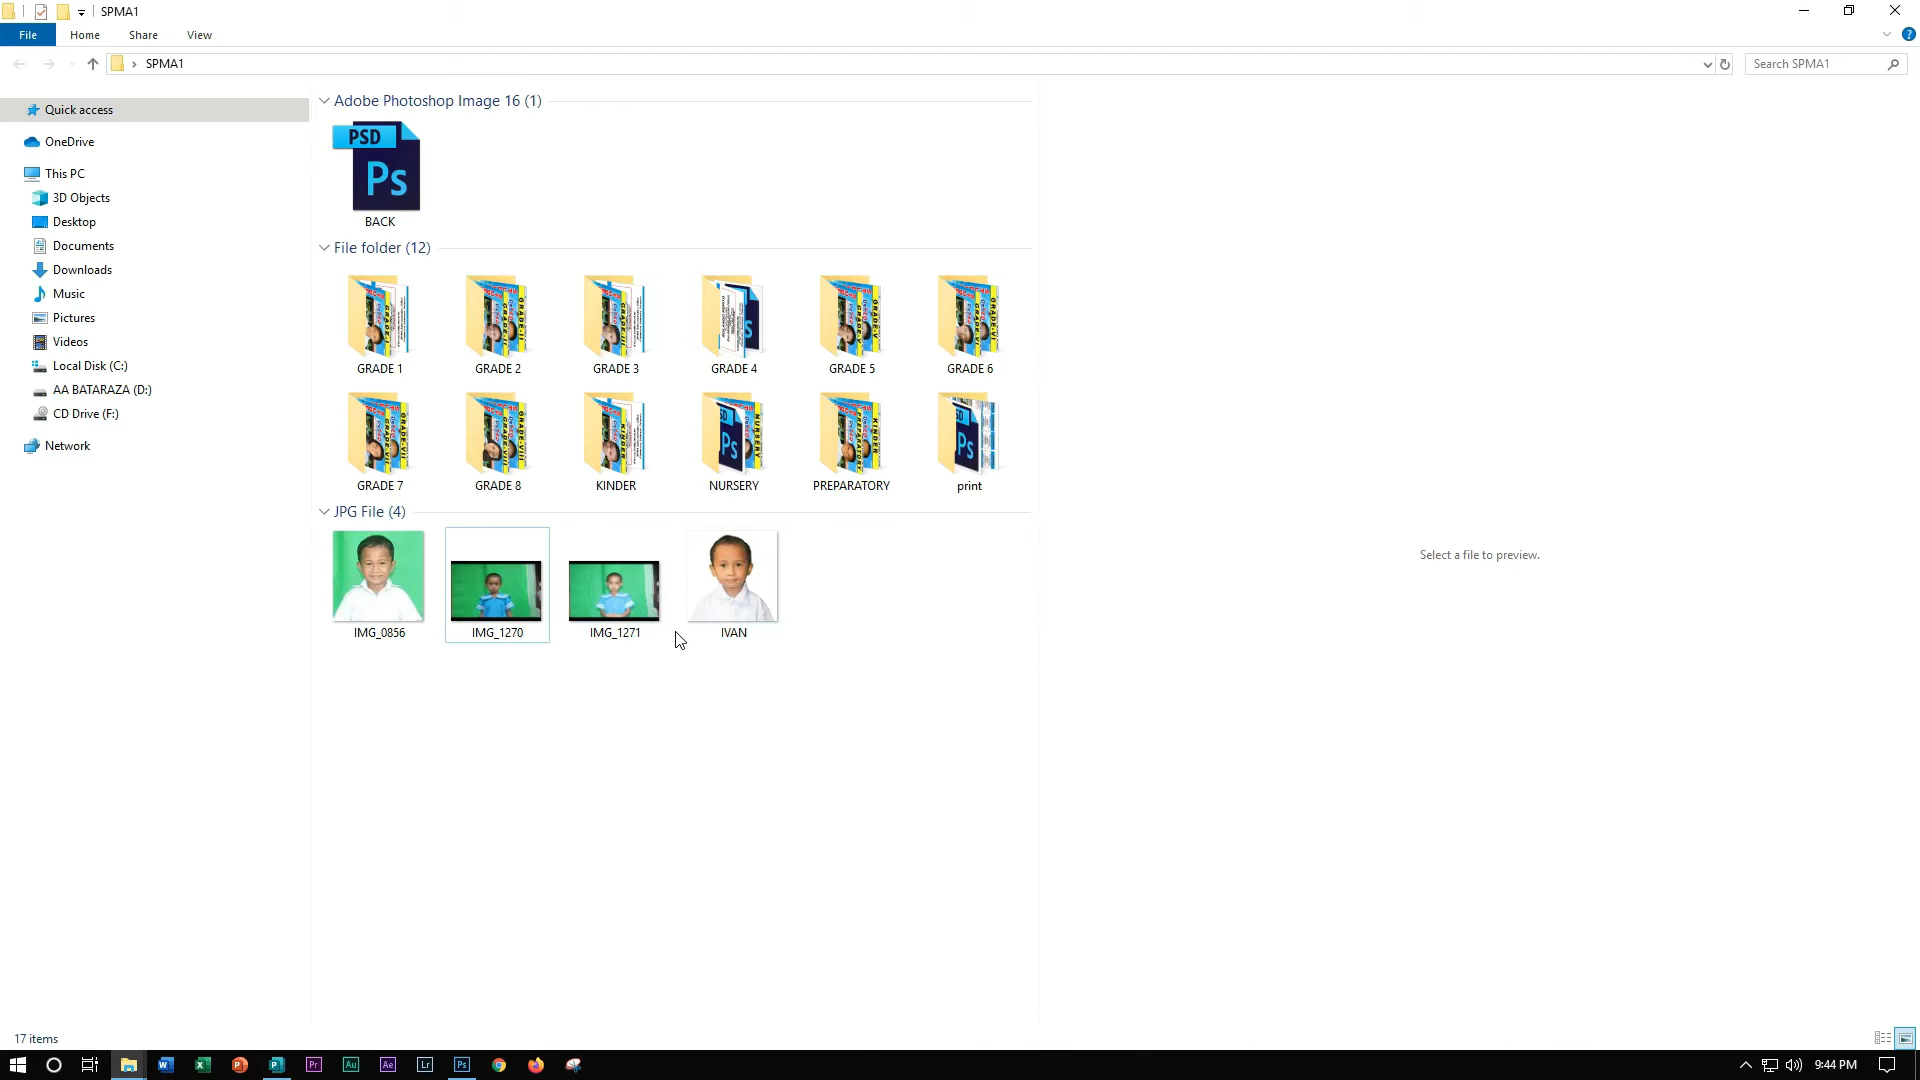 SPMA1
File Home Share View
SPMA1
Search SPMA1
Quick access
OneDrive
This PC
3D Objects
Desktop
Documents
Downloads
Music
Pictures
Videos
Local Disk (C:)
AA BATARAZA (D:)
CD Drive (F:)
Network
Adobe Photoshop Image 16 (1)
PSD
Ps
BACK
File folder (12)
GRADE 1 GRADE 2 GRADE 3 GRADE 4 GRADE 5 GRADE 6
GRADE 7 GRADE 8 KINDER NURSERY PREPARATORY print
JPG File (4)
IMG_0856 IMG_1270 IMG_1271 IVAN
Select a file to preview.
17 items
9:44 PM